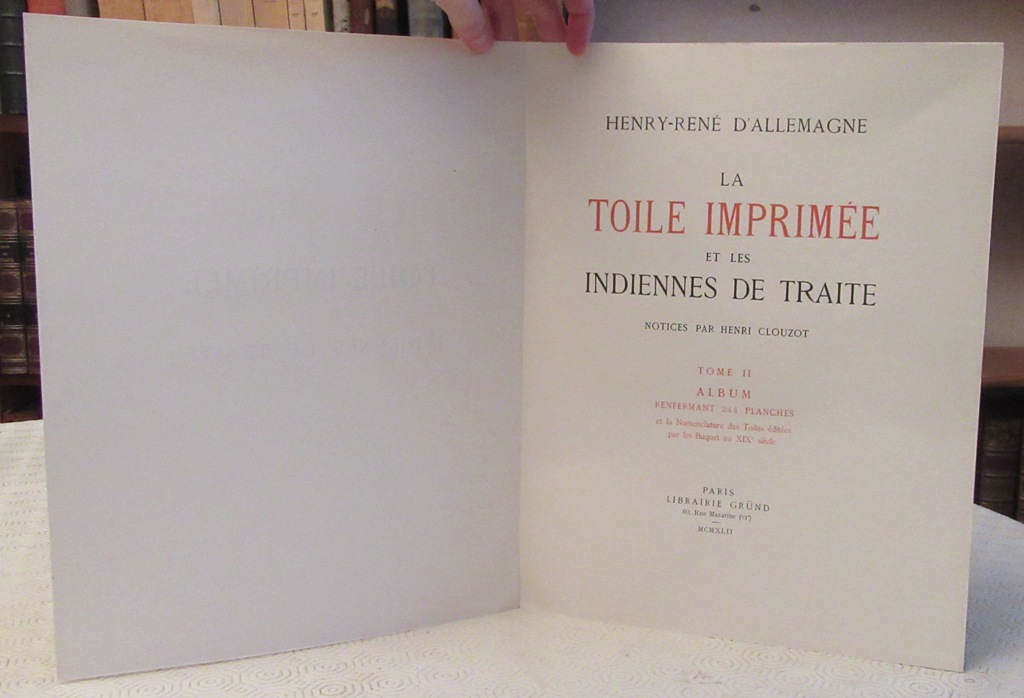 HENRY-RENÉ D'ALLEMAGNE
LA
TOILE IMPRIMÉE
ET LES
INDIENNES DE TRAITE
NOTICES PAR HENRI CLOUZOT
TOME II
ALBUM
RENFERMANT 244 PLANCHES
et la Nomenclature des Toiles éditées
par les Buquet au XIXe siècle
PARIS
LIBRAIRIE GRÜND
60, Rue Mazarine (VIe)
MCMXLII